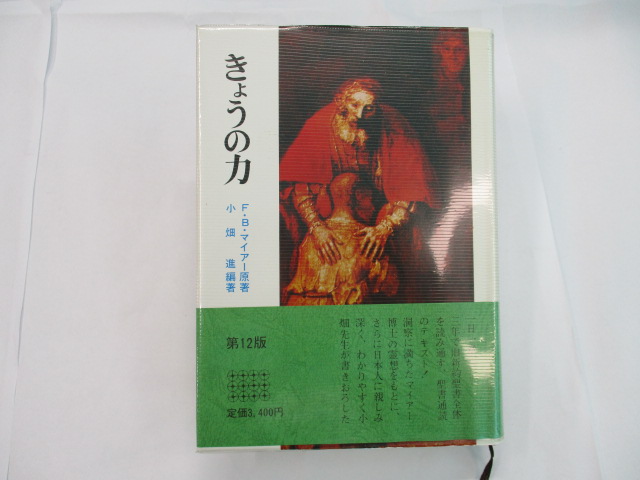 きょうの力
F・B・マイアー原著
小畑 進編著
三年で旧新約聖書全体
を読み通す、聖書通読
のテキスト!
洞察に満ちたマイアー
博士の霊想をもとに、
さらに日本人に親しみ
深く、わかりやすく小
畑先生が書きおろした
第12版
定価3,400円